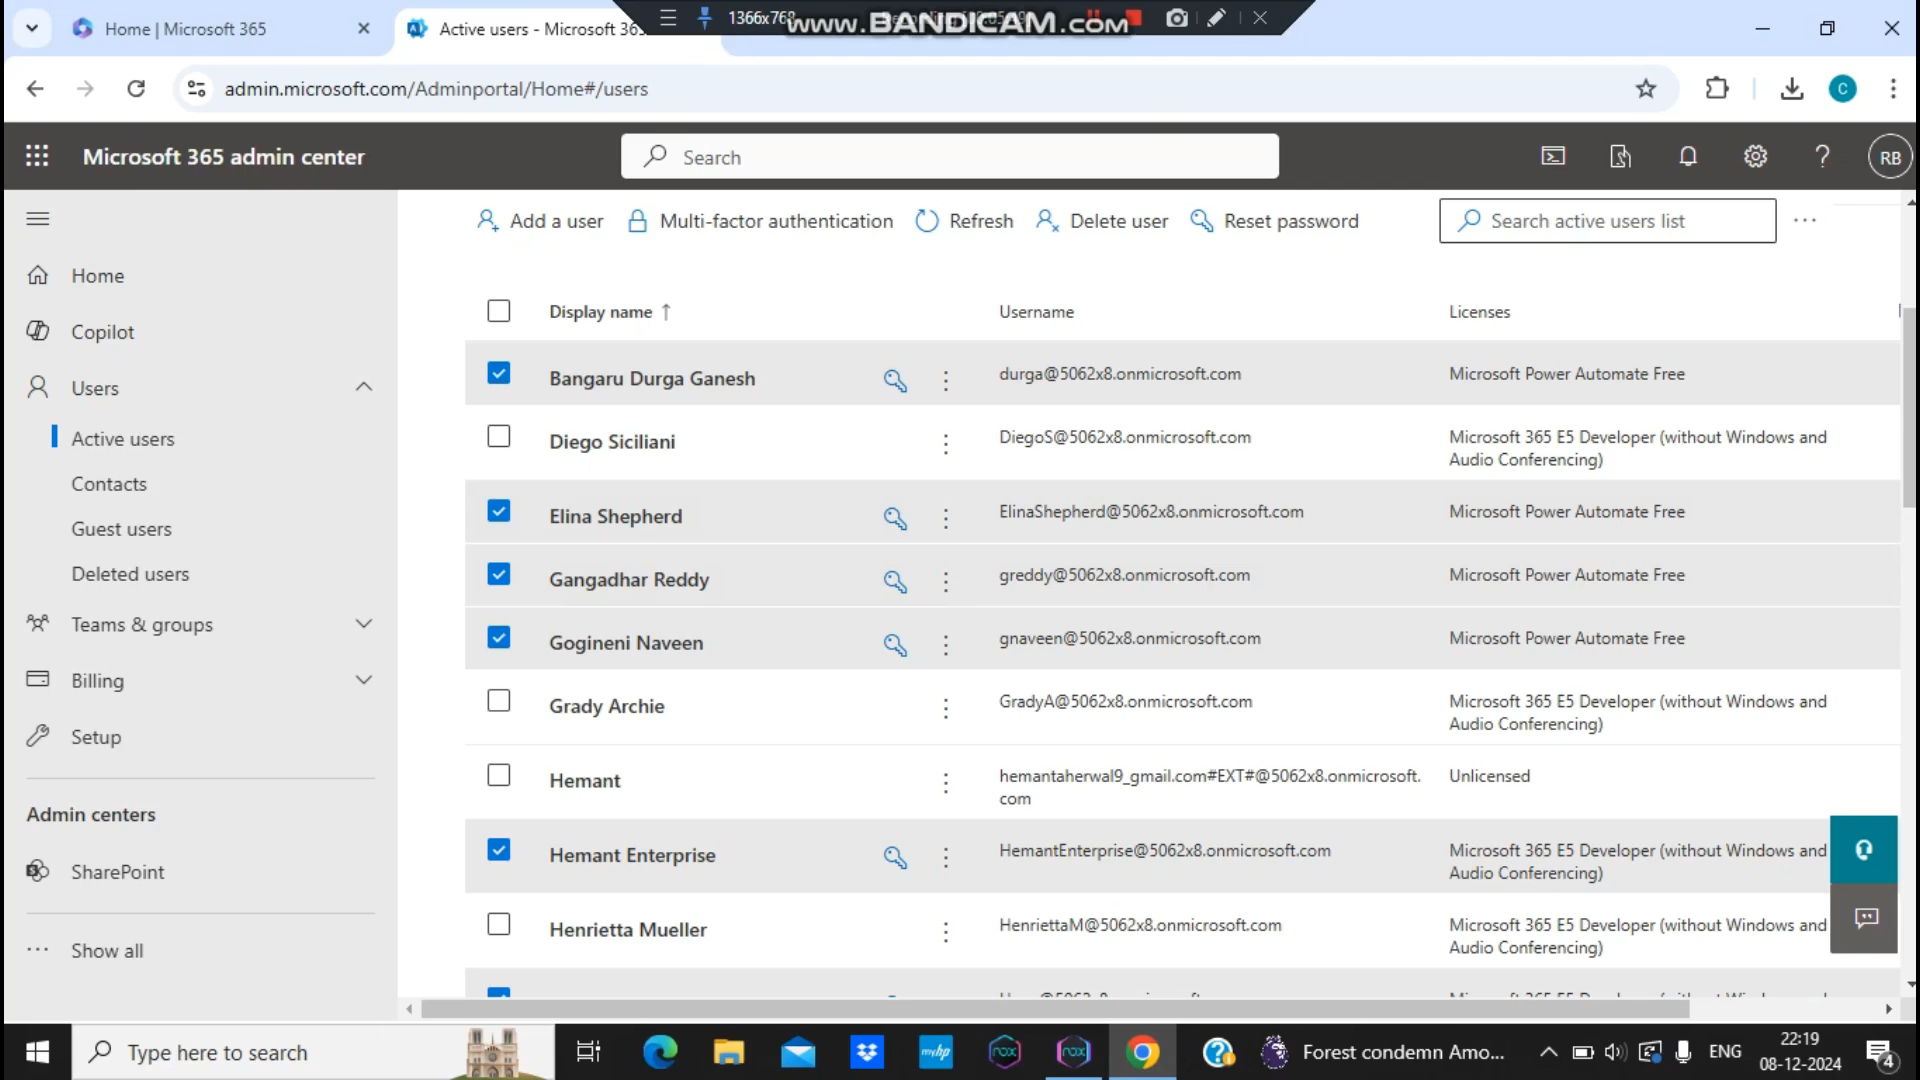 Home | Microsoft 365
Active users - Microsoft 365
1366x768
www.BANDICAM.com
admin.microsoft.com/Adminportal/Home#/users
C
Microsoft 365 admin center
Search
RB
Add a user
Multi-factor authentication
Refresh
Delete user
Reset password
Search active users list
Home
Copilot
Users
Active users
Contacts
Guest users
Deleted users
Teams & groups
Billing
Setup
Admin centers
SharePoint
Show all
Display name ↑ Username Licenses
Bangaru Durga Ganesh durga@5062x8.onmicrosoft.com Microsoft Power Automate Free
Diego Siciliani DiegoS@5062x8.onmicrosoft.com Microsoft 365 E5 Developer (without Windows and
Audio Conferencing)
Elina Shepherd ElinaShepherd@5062x8.onmicrosoft.com Microsoft Power Automate Free
Gangadhar Reddy greddy@5062x8.onmicrosoft.com Microsoft Power Automate Free
Gogineni Naveen gnaveen@5062x8.onmicrosoft.com Microsoft Power Automate Free
Grady Archie GradyA@5062x8.onmicrosoft.com Microsoft 365 E5 Developer (without Windows and
Audio Conferencing)
Hemant hemantaherwal9_gmail.com#EXT#@5062x8.onmicrosoft. Unlicensed
com
Hemant Enterprise HemantEnterprise@5062x8.onmicrosoft.com Microsoft 365 E5 Developer (without Windows and
Audio Conferencing)
Henrietta Mueller HenriettaM@5062x8.onmicrosoft.com Microsoft 365 E5 Developer (without Windows and
Audio Conferencing)
Type here to search
myhp
nox
nox
Forest condemn Amo...
ENG
22:19
08-12-2024
4